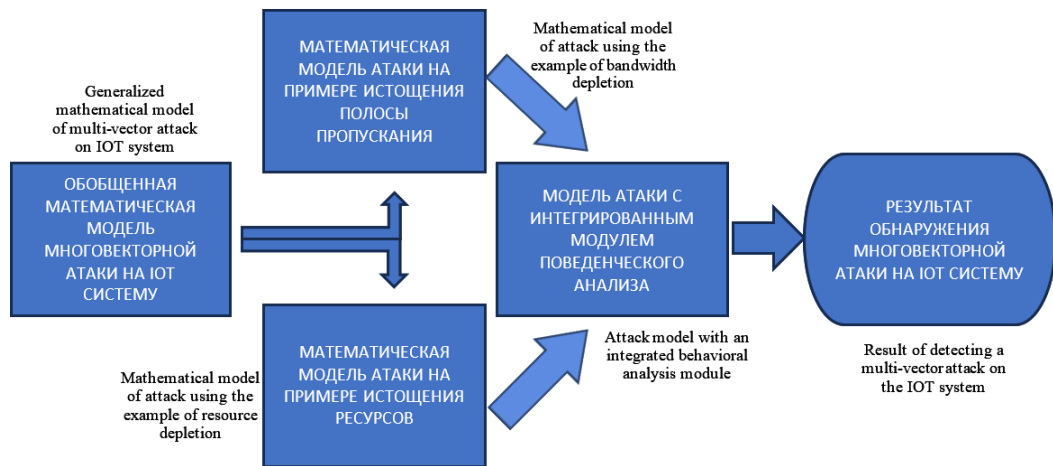 Generalized
mathematical model
of multi-vector attack
on IOT system
ОБОБЩЕННАЯ
МАТЕМАТИЧЕСКАЯ
МОДЕЛЬ
МНОГОВЕКТОРНОЙ
АТАКИ НА IOT
СИСТЕМУ
МАТЕМАТИЧЕСКАЯ
МОДЕЛЬ АТАКИ НА
ПРИМЕРЕ ИСТОЩЕНИЯ
ПОЛОСЫ
ПРОПУСКАНИЯ
Mathematical model
of attack using the
example of bandwidth
depletion
Mathematical model
of attack using the
example of resource
depletion
МАТЕМАТИЧЕСКАЯ
МОДЕЛЬ АТАКИ НА
ПРИМЕРЕ ИСТОЩЕНИЯ
РЕСУРСОВ
МОДЕЛЬ АТАКИ С
ИНТЕГРИРОВАННЫМ
МОДУЛЕМ
ПОВЕДЕНЧЕСКОГО
АНАЛИЗА
Attack model with an
integrated behavioral
analysis module
РЕЗУЛЬТАТ
ОБНАРУЖЕНИЯ
МНОГОВЕКТОРНОЙ
АТАКИ НА IOT СИСТЕМУ
Result of detecting a
multi-vector attack on
the IOT system